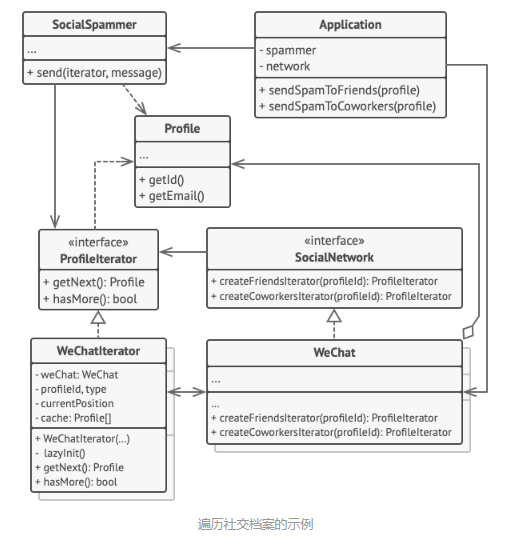 SocialSpammer
...
+ send(iterator, message)
Application
- spammer
- network
+ sendSpamToFriends(profile)
+ sendSpamToCoworkers(profile)
Profile
...
+ getId()
+ getEmail()
«interface»
ProfileIterator
+ getNext(): Profile
+ hasMore(): bool
«interface»
SocialNetwork
+ createFriendsIterator(profileId): ProfileIterator
+ createCoworkersIterator(profileId): ProfileIterator
WeChatIterator
- weChat: WeChat
- profileId, type
- currentPosition
- cache: Profile[]
+ WeChatIterator(...)
- lazyInit()
+ getNext(): Profile
+ hasMore(): bool
WeChat
...
...
+ createFriendsIterator(profileId): ProfileIterator
+ createCoworkersIterator(profileId): ProfileIterator
遍历社交档案的示例